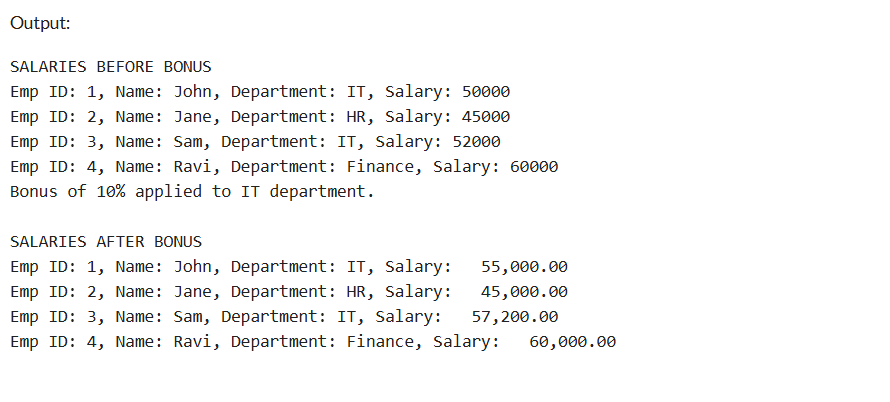 Output:
SALARIES BEFORE BONUS
Emp ID: 1, Name: John, Department: IT, Salary: 50000
Emp ID: 2, Name: Jane, Department: HR, Salary: 45000
Emp ID: 3, Name: Sam, Department: IT, Salary: 52000
Emp ID: 4, Name: Ravi, Department: Finance, Salary: 60000
Bonus of 10% applied to IT department.
SALARIES AFTER BONUS
Emp ID: 1, Name: John, Department: IT, Salary:   55,000.00
Emp ID: 2, Name: Jane, Department: HR, Salary:   45,000.00
Emp ID: 3, Name: Sam, Department: IT, Salary:   57,200.00
Emp ID: 4, Name: Ravi, Department: Finance, Salary:   60,000.00